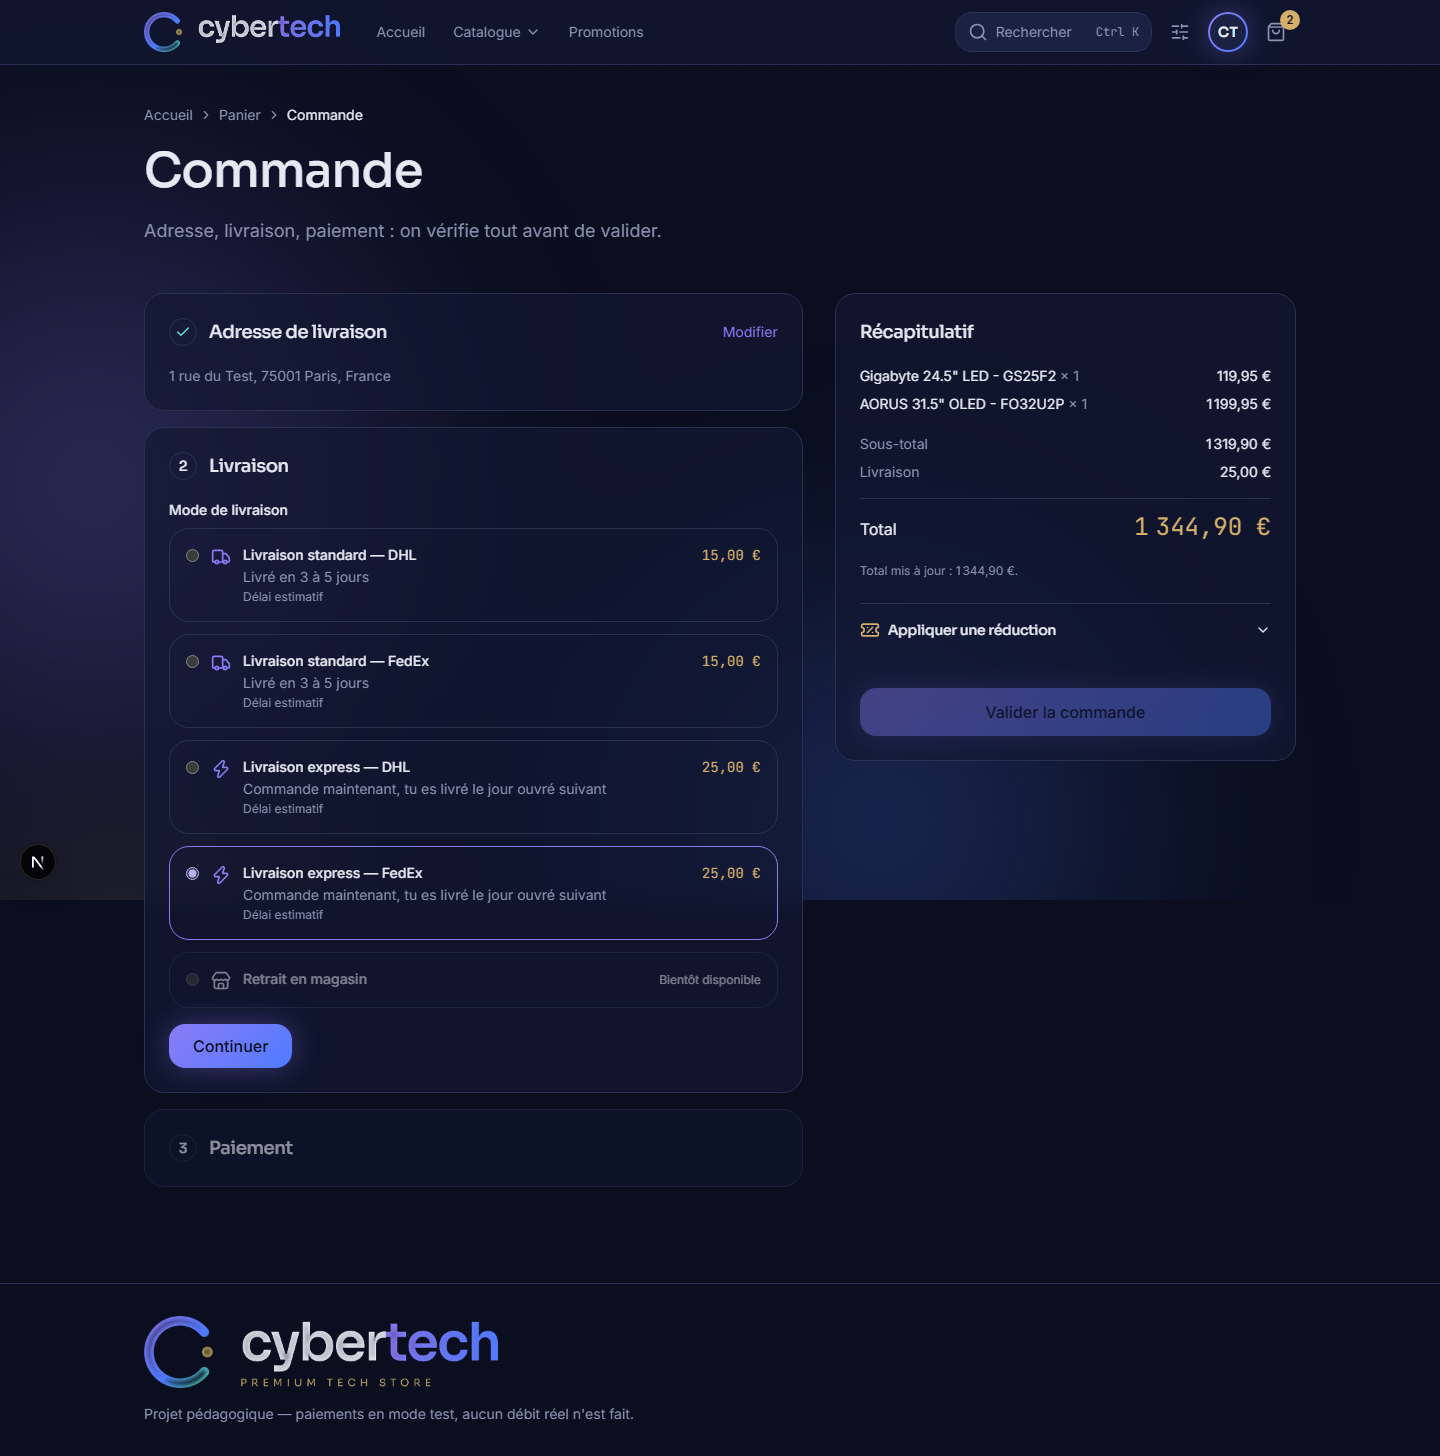 cybertech
Accueil
Catalogue
Promotions
Rechercher
Ctrl K
CT
2
Accueil > Panier > Commande
Commande
Adresse, livraison, paiement : on vérifie tout avant de valider.
Adresse de livraison
Modifier
1 rue du Test, 75001 Paris, France
2 Livraison
Mode de livraison
Livraison standard — DHL
15,00 €
Livré en 3 à 5 jours
Délai estimatif
Livraison standard — FedEx
15,00 €
Livré en 3 à 5 jours
Délai estimatif
Livraison express — DHL
25,00 €
Commande maintenant, tu es livré le jour ouvré suivant
Délai estimatif
Livraison express — FedEx
25,00 €
Commande maintenant, tu es livré le jour ouvré suivant
Délai estimatif
Retrait en magasin
Bientôt disponible
Continuer
3 Paiement
Récapitulatif
Gigabyte 24.5" LED - GS25F2 × 1
119,95 €
AORUS 31.5" OLED - FO32U2P × 1
1 199,95 €
Sous-total
1 319,90 €
Livraison
25,00 €
Total
1 344,90 €
Total mis à jour : 1 344,90 €.
Appliquer une réduction
Valider la commande
N
cybertech
PREMIUM TECH STORE
Projet pédagogique — paiements en mode test, aucun débit réel n'est fait.